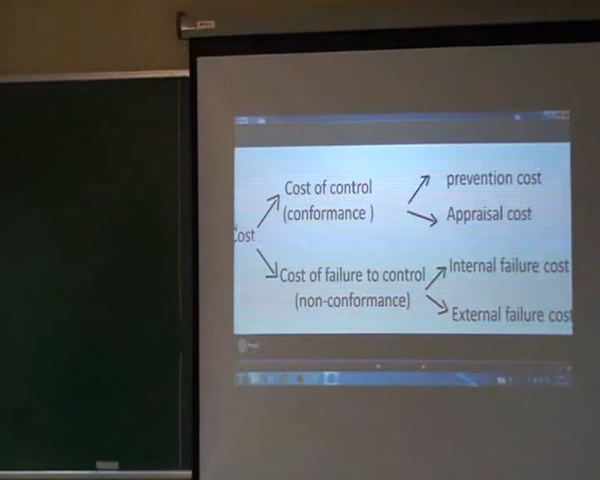 Cost of control
(conformance )
prevention cost
Appraisal cost
Cost
Cost of failure to control
(non-conformance)
Internal failure cost
External failure cost